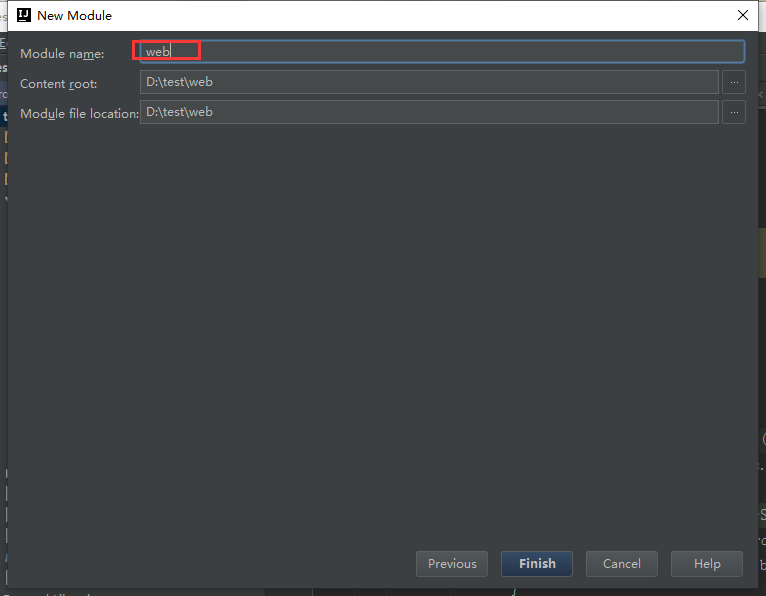 New Module
Module name: web
Content root: D:\test\web ...
Module file location: D:\test\web ...
Previous Finish Cancel Help